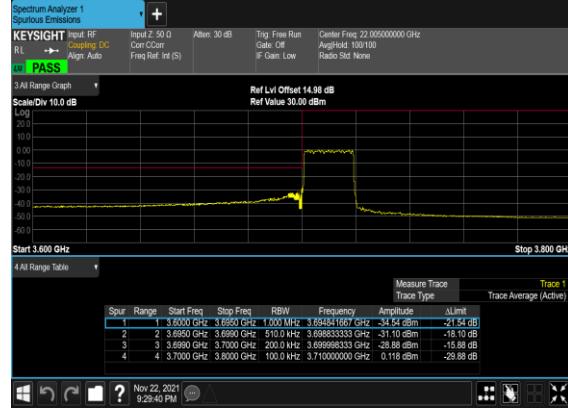 Spectrum Analyzer 1
Spurious Emissions
KEYSIGHT Input: RF Input Z: 50 Ω Atten: 30 dB Trig: Free Run Center Freq: 22.005000000 GHz
RL Coupling: DC Corr CCorr Gate: Off Avg|Hold: 100/100
Align: Auto Freq Ref: Int (S) IF Gain: Low Radio Std: None
PASS
3 All Range Graph
Ref Lvl Offset 14.98 dB
Scale/Div 10.0 dB Ref Value 30.00 dBm
Log
20.0
10.0
0.00
-10.0
-20.0
-30.0
-40.0
-50.0
-60.0
Start 3.600 GHz Stop 3.800 GH
4 All Range Table
Measure Trace Trace 1
Trace Type Trace Average (Active)
Spur Range Start Freq Stop Freq RBW Frequency Amplitude ΔLimit
1 1 3.6000 GHz 3.6950 GHz 1.000 MHz 3.694841667 GHz -34.54 dBm -21.54 dB
2 2 3.6950 GHz 3.6990 GHz 510.0 kHz 3.698833333 GHz -31.10 dBm -18.10 dB
3 3 3.6990 GHz 3.7000 GHz 200.0 kHz 3.699998333 GHz -28.88 dBm -15.88 dB
4 4 3.7000 GHz 3.8000 GHz 100.0 kHz 3.710000000 GHz 0.118 dBm -29.88 dB
Nov 22, 2021
9:29:40 PM